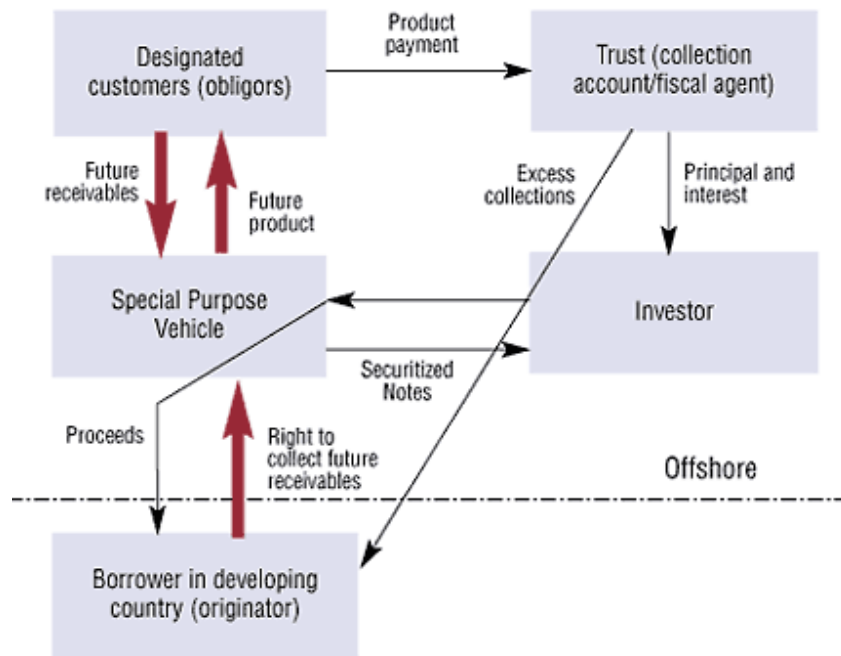 Designated
customers (obligors)
Product
payment
Trust (collection
account/fiscal agent)
Future
receivables
Future
product
Excess
collections
Principal and
interest
Special Purpose
Vehicle
Investor
Securitized
Notes
Proceeds
Right to
collect future
receivables
Offshore
Borrower in developing
country (originator)